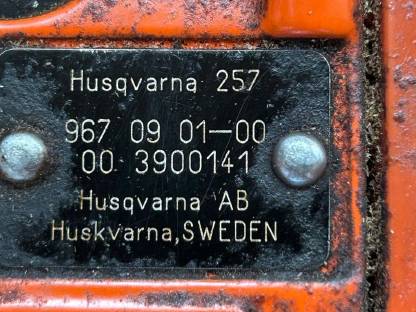 Husqvarna 257
967 09 01-00
00 3900141
Husqvarna AB
Huskvarna,SWEDEN